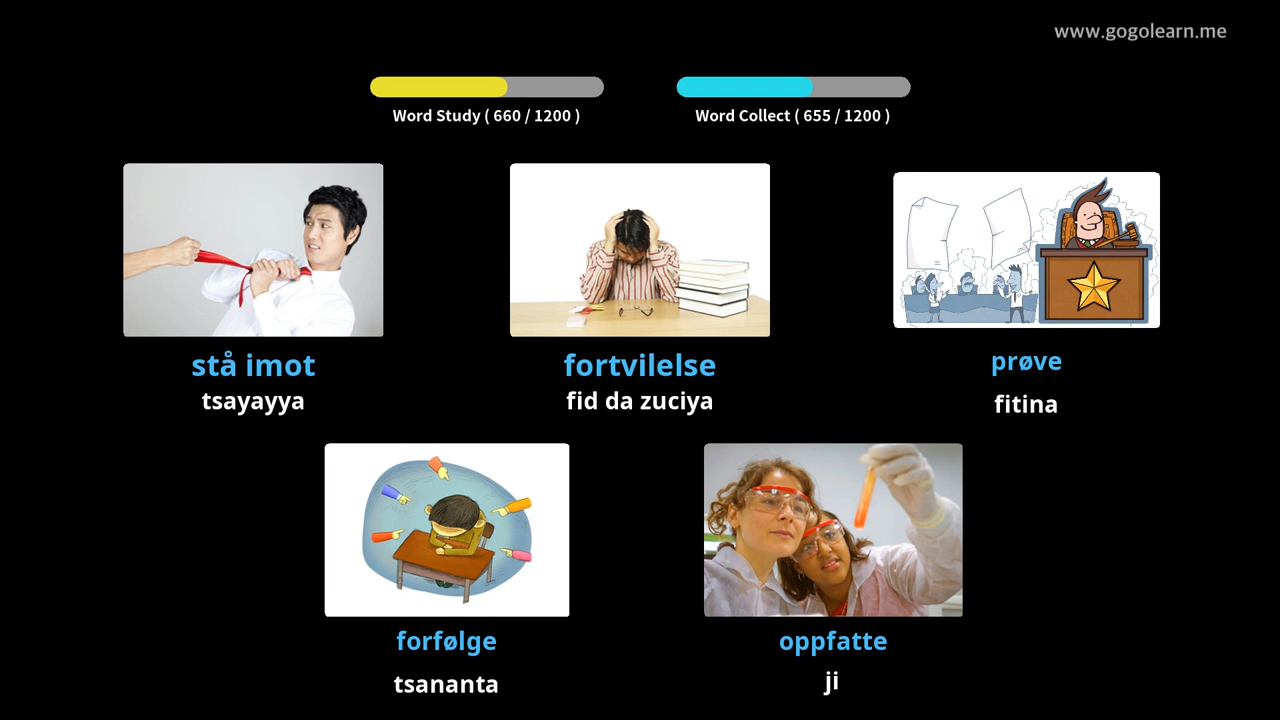 www.gogolearn.me
Word Study ( 660 / 1200 )
Word Collect ( 655 / 1200 )
stå imot
tsayayya
fortvilelse
fid da zuciya
prøve
fitina
forfølge
tsananta
oppfatte
ji